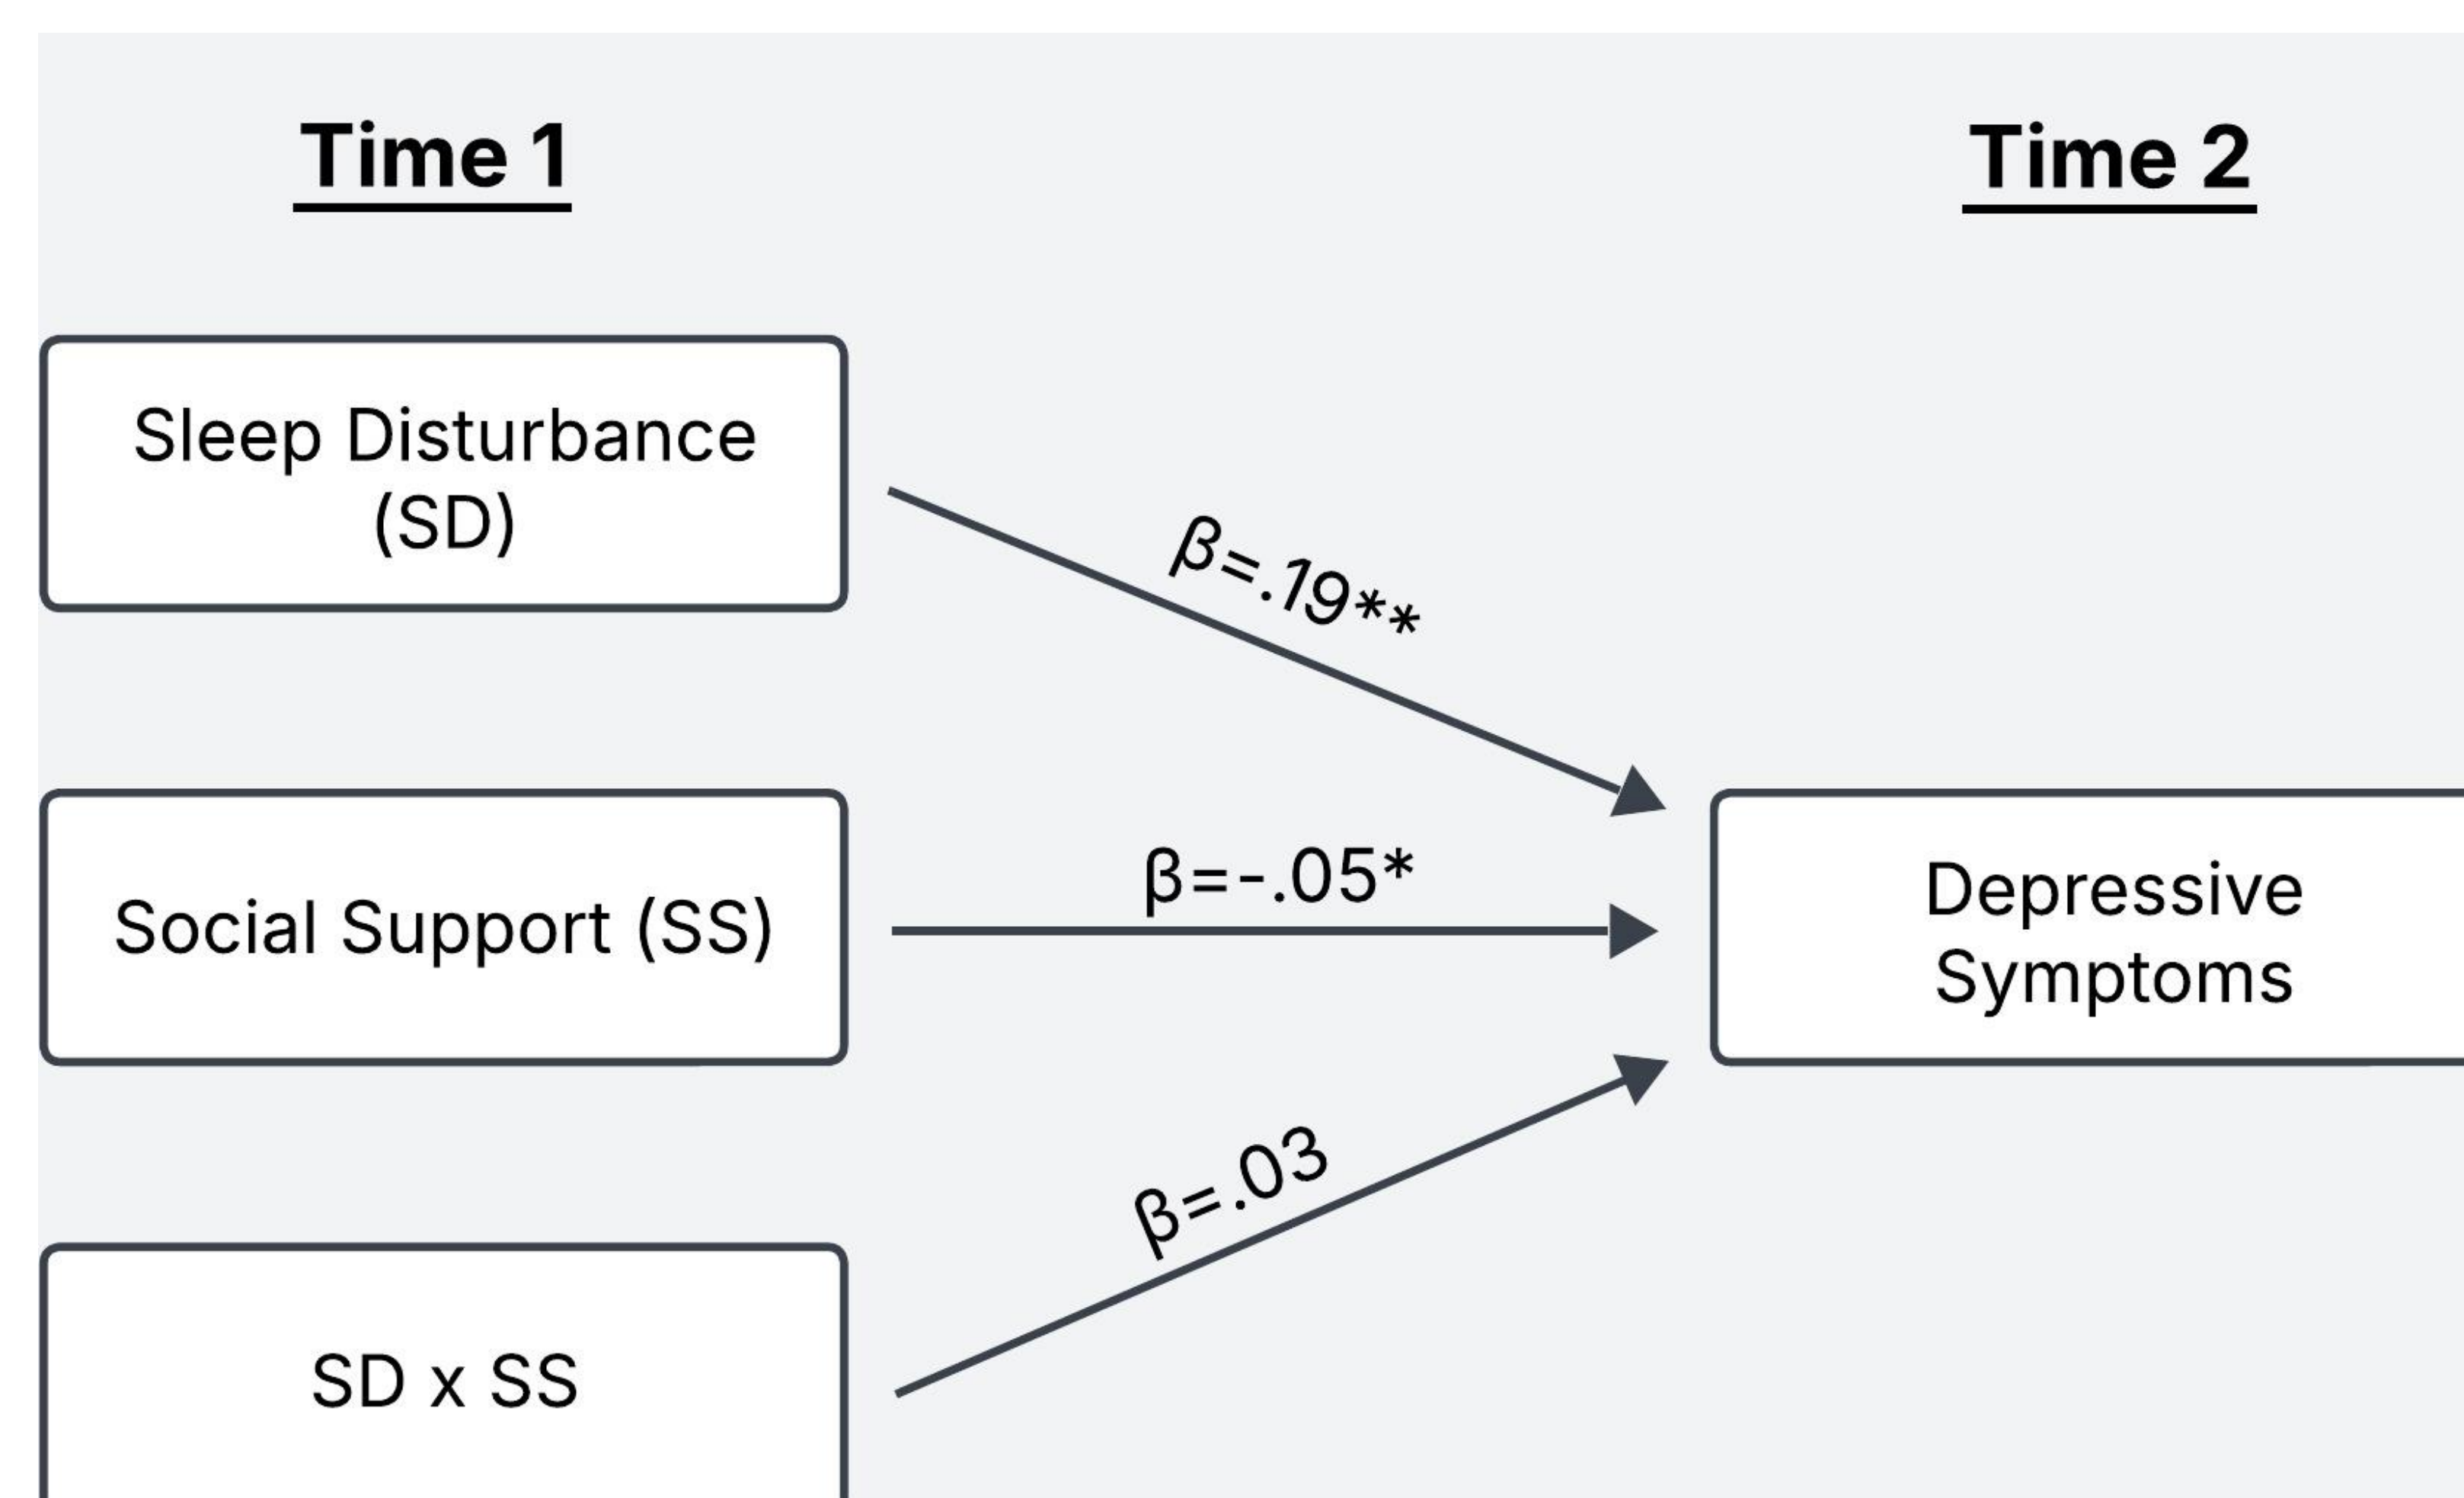 Time 1
Time 2
Sleep Disturbance
(SD)
β=.19**
Social Support (SS)
β=-.05*
Depressive
Symptoms
β=.03
SD x SS